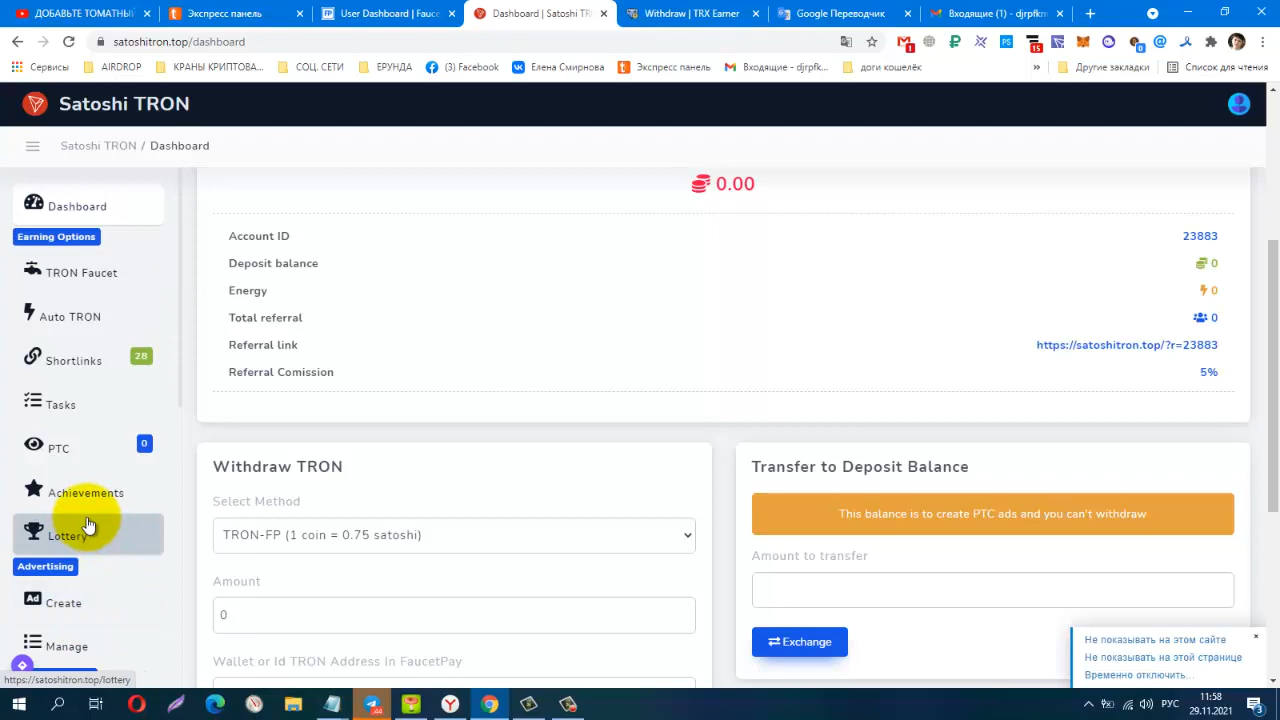 ДОБАВЬТЕ ТОМАТНЫЙ
Экспресс панель
User Dashboard | Fauce
Dashboard | Satoshi TR
Withdraw | TRX Earner
Google Переводчик
Входящие (1) - djrpfkm
satoshitron.top/dashboard
Сервисы
AIRDROP
КРАНЫ КРИПТОВА...
СОЦ. СЕТИ
ЕРУНДА
(3) Facebook
Елена Смирнова
Экспресс панель
Входящие - djrpfk...
доги кошелёк
»
Другие закладки
Список для чтения
Satoshi TRON
Satoshi TRON / Dashboard
Dashboard
0.00
Earning Options
Account ID
23883
Deposit balance
0
TRON Faucet
Energy
0
Auto TRON
Total referral
0
Referral link
https://satoshitron.top/?r=23883
Shortlinks
28
Referral Comission
5%
Tasks
PTC
0
Achievements
Lottery
Advertising
Create
Manage
Withdraw TRON
Select Method
TRON-FP (1 coin = 0.75 satoshi)
Amount
0
Wallet or Id TRON Address In FaucetPay
Transfer to Deposit Balance
This balance is to create PTC ads and you can't withdraw
Amount to transfer
Exchange
Не показывать на этом сайте
Не показывать на этой странице
Временно отключить...
https://satoshitron.top/lottery
РУС
11:58
29.11.2021